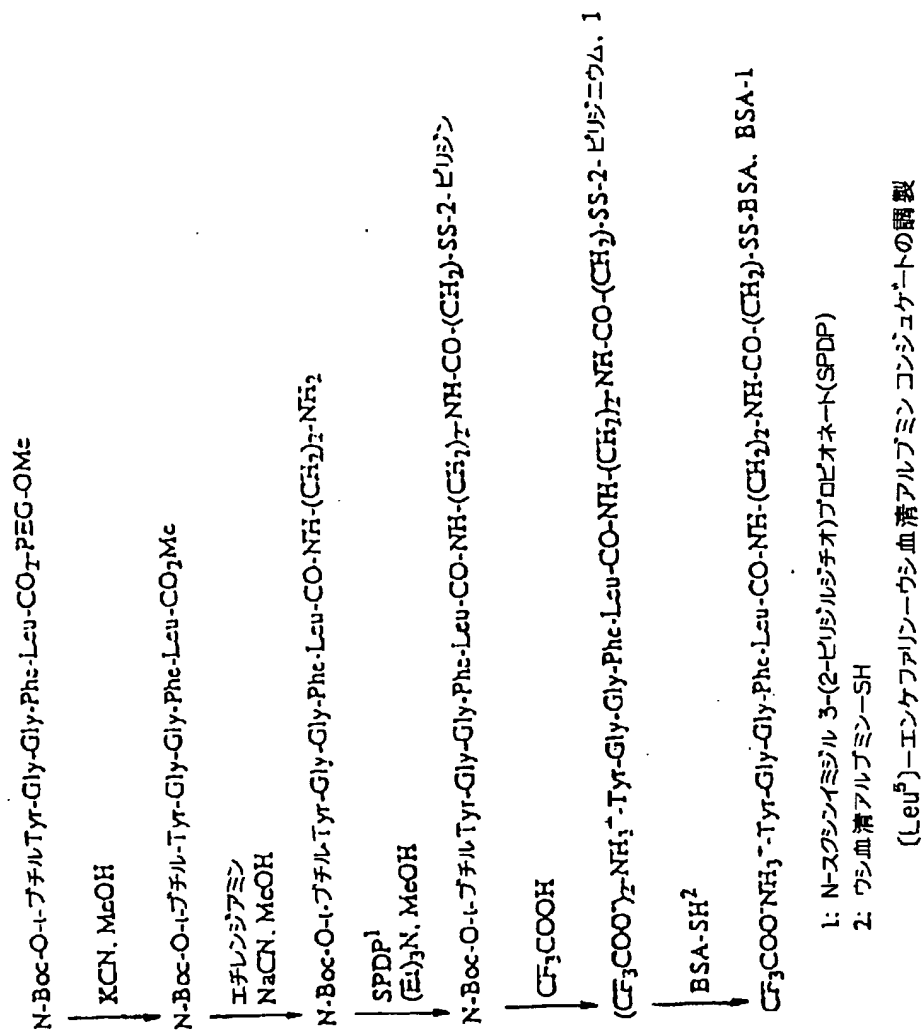 N-Boc-O-t-ブチルTyr-Gly-Gly-Phe-Leu-CO2-PEG-OMe
KCN, MeOH
N-Boc-O-t-ブチル-Tyr-Gly-Gly-Phe-Leu-CO2Me
エチレンジアミン
NaCN, MeOH
N-Boc-O-t-ブチル-Tyr-Gly-Gly-Phe-Leu-CO-NH-(CH2)2-NH2
SPDP1
(Et)3N, MeOH
N-Boc-O-t-ブチルTyr-Gly-Gly-Phe-Leu-CO-NH-(CH2)2-NH-CO-(CH2)-SS-2-ピリジン
CF3COOH
(CF3COO-)2-NH3+-Tyr-Gly-Gly-Phe-Leu-CO-NH-(CH2)2-NH-CO-(CH2)-SS-2-ピリジニウム, 1
BSA-SH2
CF3COO-NH3+-Tyr-Gly-Gly-Phe-Leu-CO-NH-(CH2)2-NH-CO-(CH2)-SS-BSA, BSA-1
1: N-スクシンイミジル 3-(2-ピリジルジチオ)プロピオネート(SPDP)
2: ウシ血清アルブミン-SH
(Leu5)-エンケファリン-ウシ血清アルブミン コンジュゲートの調製